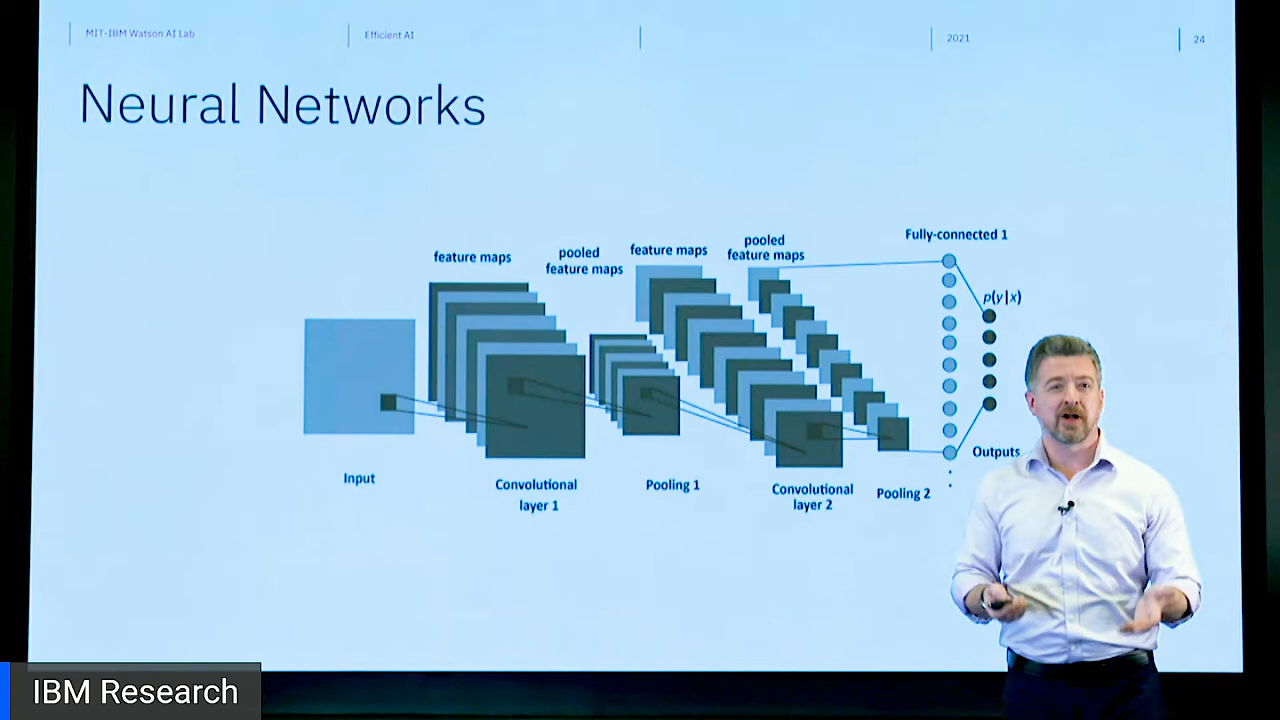 MIT-IBM Watson AI Lab
Efficient AI
2021
24
Neural Networks
feature maps
pooled
feature maps
feature maps
pooled
feature maps
Fully-connected 1
p(y|x)
Outputs
Input
Convolutional
layer 1
Pooling 1
Convolutional
layer 2
Pooling 2
IBM Research